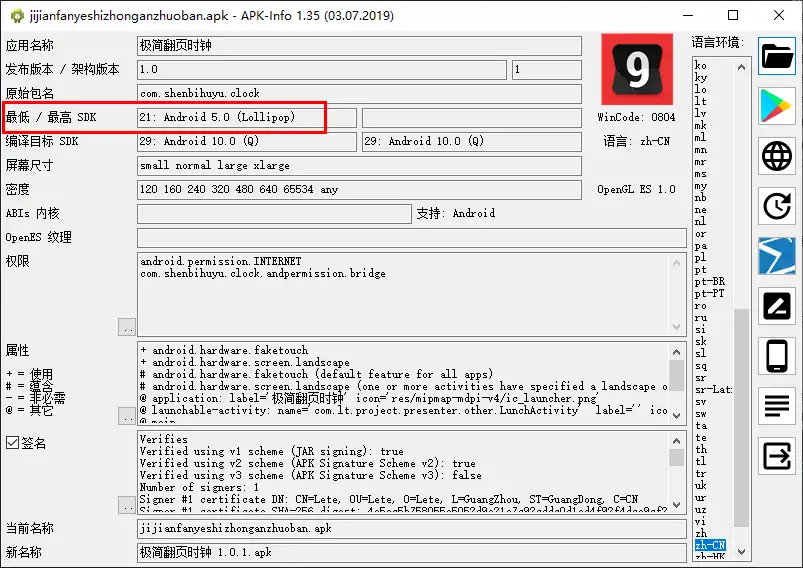 jijianfanyeshizhonganzhuoban.apk - APK-Info 1.35 (03.07.2019)
应用名称 极简翻页时钟
发布版本 / 架构版本 1.0 1
原始包名 com.shenbihuyu.clock
最低 / 最高 SDK 21: Android 5.0 (Lollipop)
编译目标 SDK 29: Android 10.0 (Q) 29: Android 10.0 (Q)
屏幕尺寸 small normal large xlarge
密度 120 160 240 320 480 640 65534 any
ABIs 内核 支持: Android
OpenES 纹理
权限 android.permission.INTERNET
com.shenbihuyu.clock.andpermission.bridge
..
属性
+ = 使用
# = 蕴含
- = 非必需
@ = 其它
+ android.hardware.faketouch
+ android.hardware.screen.landscape
# android.hardware.faketouch (default feature for all apps)
# android.hardware.screen.landscape (one or more activities have specified a landscape o
@ application: label='极简翻页时钟' icon='res/mipmap-mdpi-v4/ic_launcher.png'
@ launchable-activity: name='com.lt.project.presenter.other.LunchActivity' label='' ico
@ main
..
签名
Verifies
Verified using v1 scheme (JAR signing): true
Verified using v2 scheme (APK Signature Scheme v2): true
Verified using v3 scheme (APK Signature Scheme v3): false
Number of signers: 1
Signer #1 certificate DN: CN=Lete, OU=Lete, O=Lete, L=GuangZhou, ST=GuangDong, C=CN
Signer #1 certificate SHA-256 digest:
..
当前名称 jijianfanyeshizhonganzhuoban.apk
新名称 极简翻页时钟 1.0.1.apk
9
WinCode: 0804
语言: zh-CN
OpenGL ES 1.0
语言环境:
ko
ky
lo
lt
lv
mk
ml
mn
mr
ms
my
nb
ne
nl
or
pa
pl
pt
pt-BR
pt-PT
ro
ru
si
sk
sl
sq
sr
sr-Lat
sv
sw
ta
te
th
tl
tr
uk
ur
uz
vi
zh
zh-CN
zh-HK